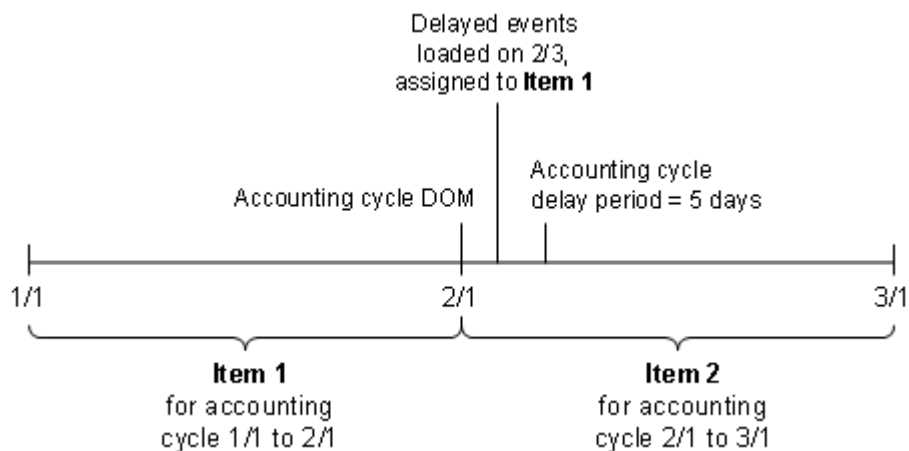 Delayed events
loaded on 2/3,
assigned to Item 1
Accounting cycle DOM
Accounting cycle
delay period = 5 days
1/1
2/1
3/1
Item 1
for accounting
cycle 1/1 to 2/1
Item 2
for accounting
cycle 2/1 to 3/1